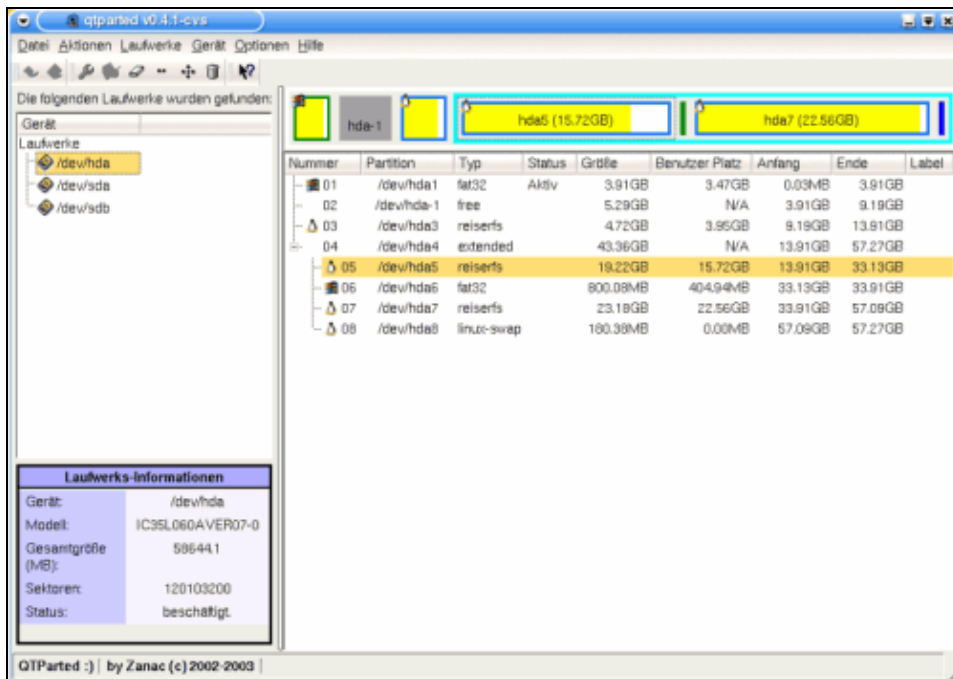 qtparted v0.4.1-cvs
Datei Aktionen Laufwerke Gerät Optionen Hilfe
Die folgenden Laufwerke wurden gefunden:
Gerät
Laufwerke
/dev/hda
/dev/sda
/dev/sdb
hda-1 hda5 (15.72GB) hda7 (22.56GB)
Nummer Partition Typ Status Größe Benutzer Platz Anfang Ende Label
01 /dev/hda1 fat32 Aktiv 3.91GB 3.47GB 0.03MB 3.91GB
02 /dev/hda-1 free 5.29GB N/A 3.91GB 9.19GB
03 /dev/hda3 reiserfs 4.72GB 3.95GB 9.19GB 13.91GB
04 /dev/hda4 extended 43.36GB N/A 13.91GB 57.27GB
05 /dev/hda5 reiserfs 19.22GB 15.72GB 13.91GB 33.13GB
06 /dev/hda6 fat32 800.08MB 404.94MB 33.13GB 33.91GB
07 /dev/hda7 reiserfs 23.18GB 22.56GB 33.91GB 57.09GB
08 /dev/hda8 linux-swap 180.38MB 0.00MB 57.09GB 57.27GB
Laufwerks-Informationen
Gerät: /dev/hda
Modell: IC35L060AVER07-0
Gesamtgröße (MB): 58644.1
Sektoren: 120103200
Status: beschäftigt.
QTParted :) by Zanac (c) 2002-2003